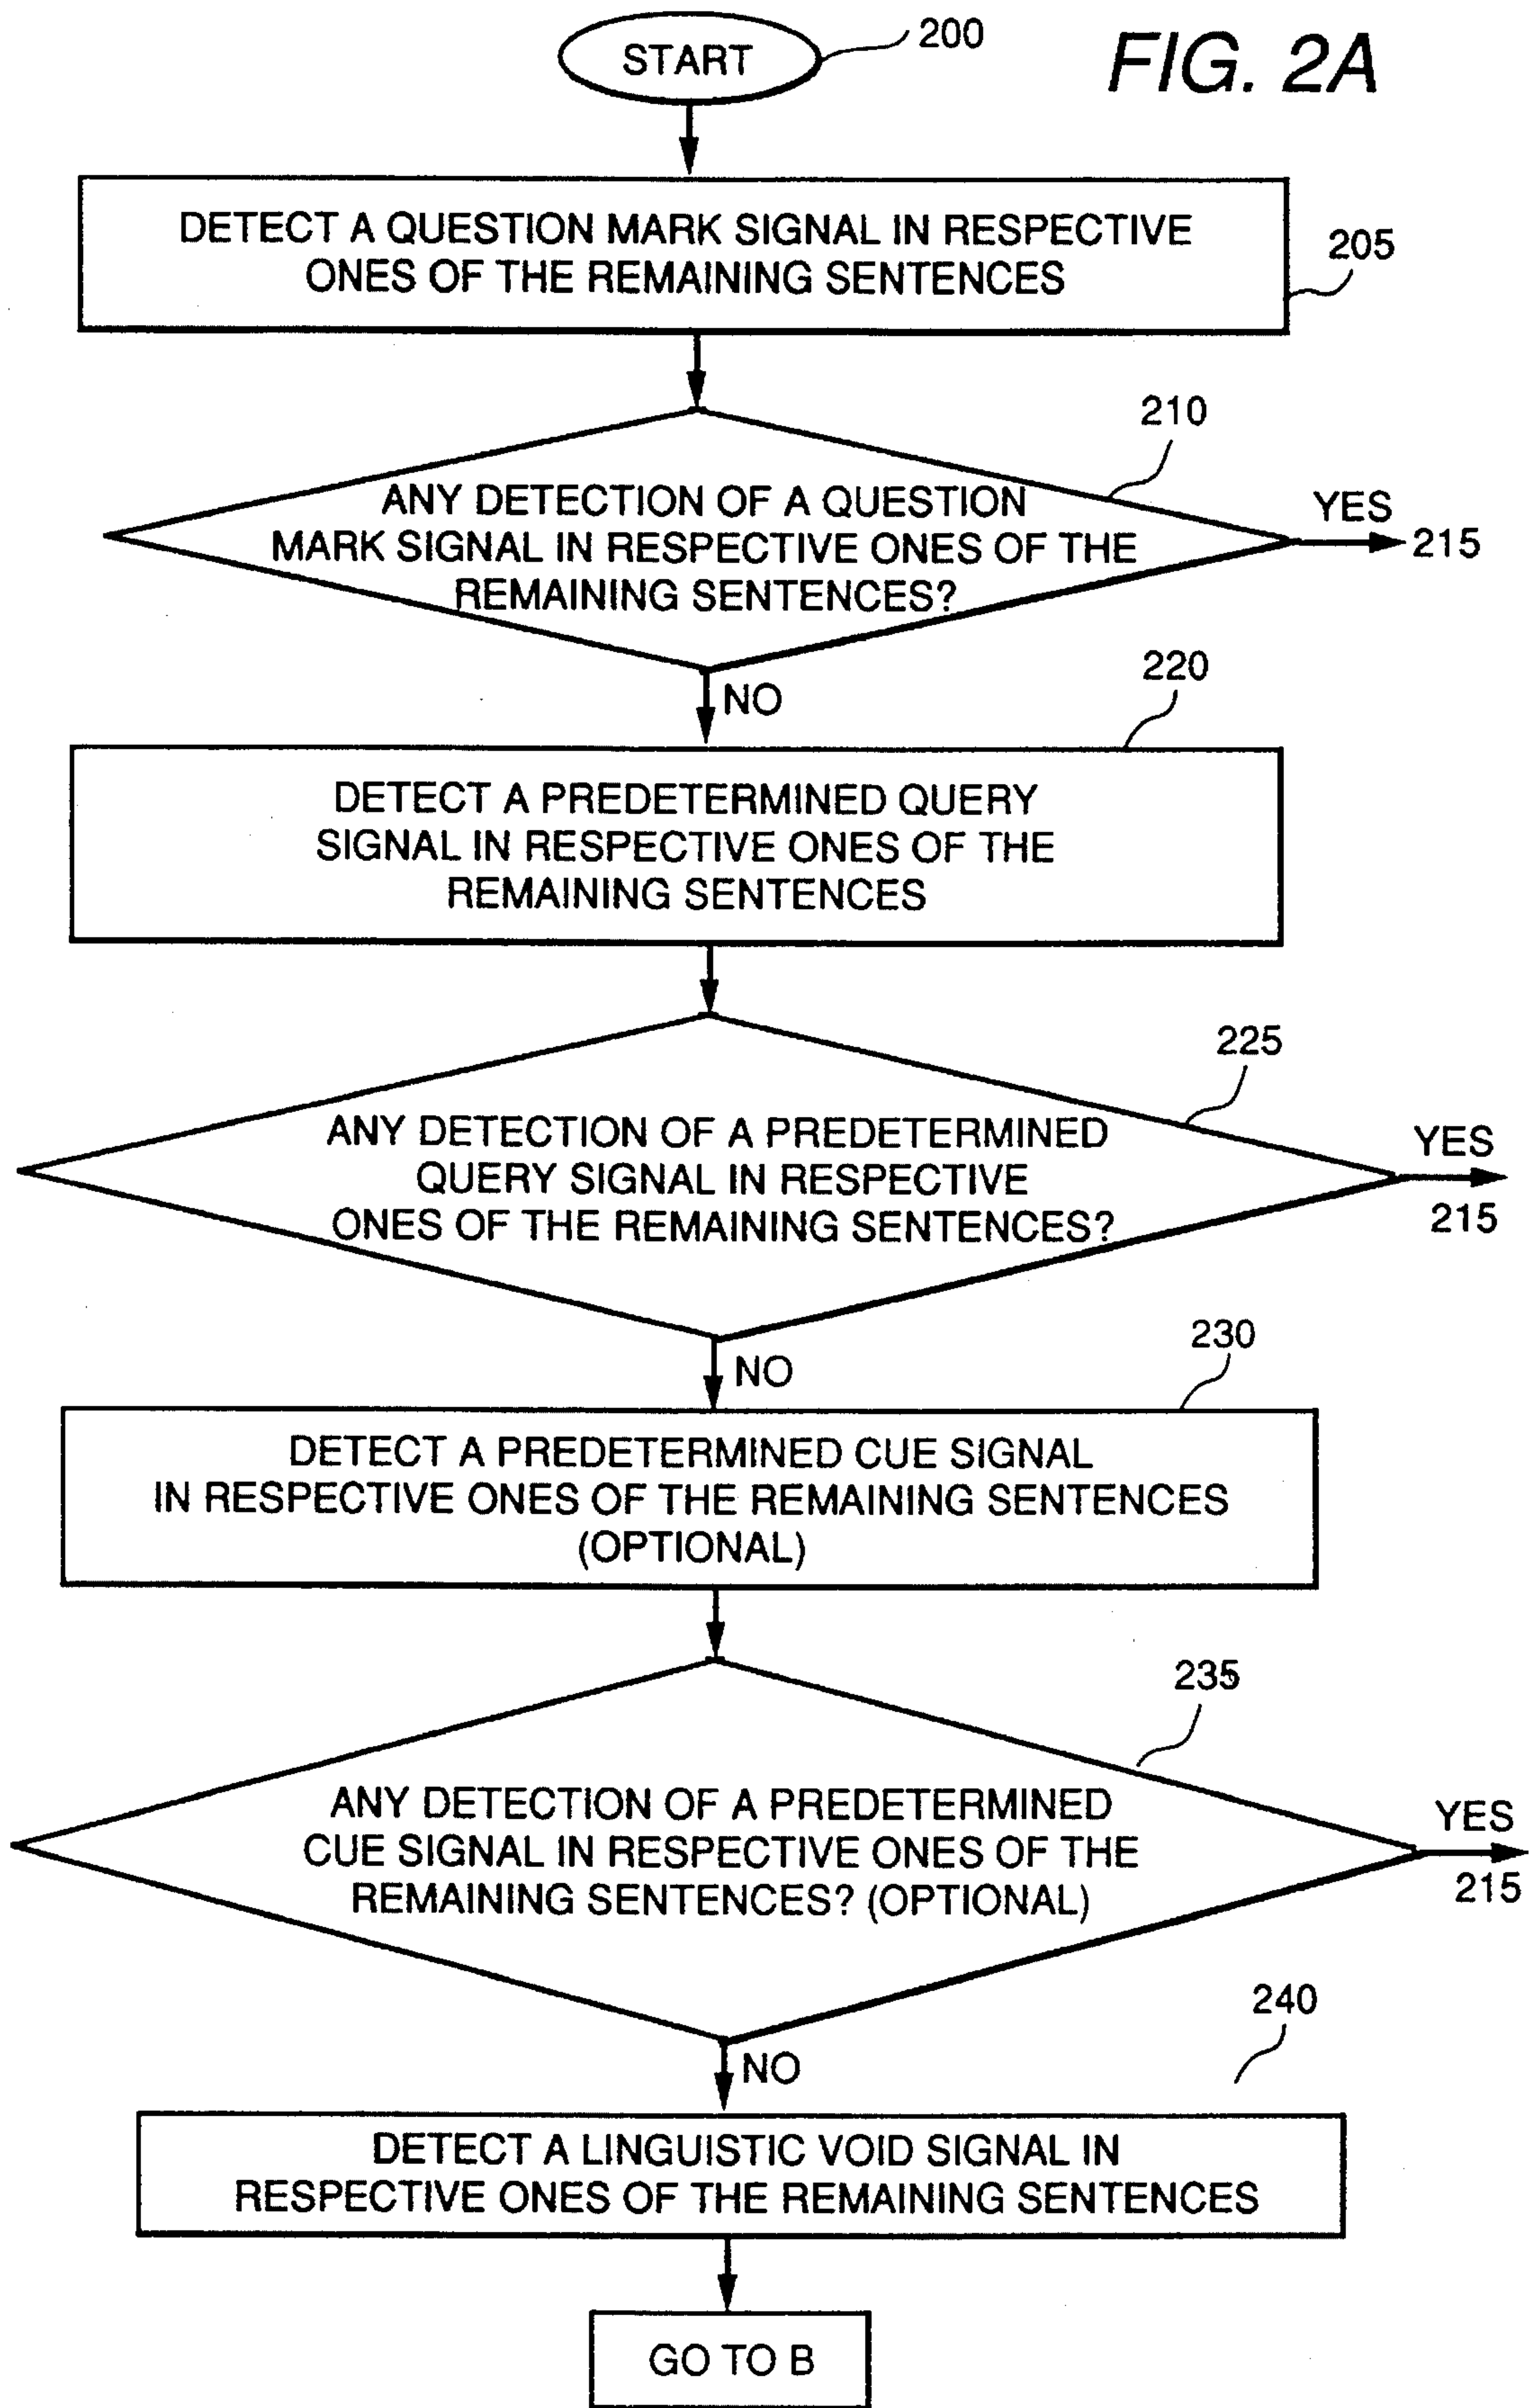 START
200
FIG. 2A
DETECT A QUESTION MARK SIGNAL IN RESPECTIVE
ONES OF THE REMAINING SENTENCES
205
210
ANY DETECTION OF A QUESTION
MARK SIGNAL IN RESPECTIVE ONES OF THE
REMAINING SENTENCES?
YES
215
NO
220
DETECT A PREDETERMINED QUERY
SIGNAL IN RESPECTIVE ONES OF THE
REMAINING SENTENCES
225
ANY DETECTION OF A PREDETERMINED
QUERY SIGNAL IN RESPECTIVE
ONES OF THE REMAINING SENTENCES?
YES
215
NO
230
DETECT A PREDETERMINED CUE SIGNAL
IN RESPECTIVE ONES OF THE REMAINING SENTENCES
(OPTIONAL)
235
ANY DETECTION OF A PREDETERMINED
CUE SIGNAL IN RESPECTIVE ONES OF THE
REMAINING SENTENCES? (OPTIONAL)
YES
215
NO
240
DETECT A LINGUISTIC VOID SIGNAL IN
RESPECTIVE ONES OF THE REMAINING SENTENCES
GO TO B